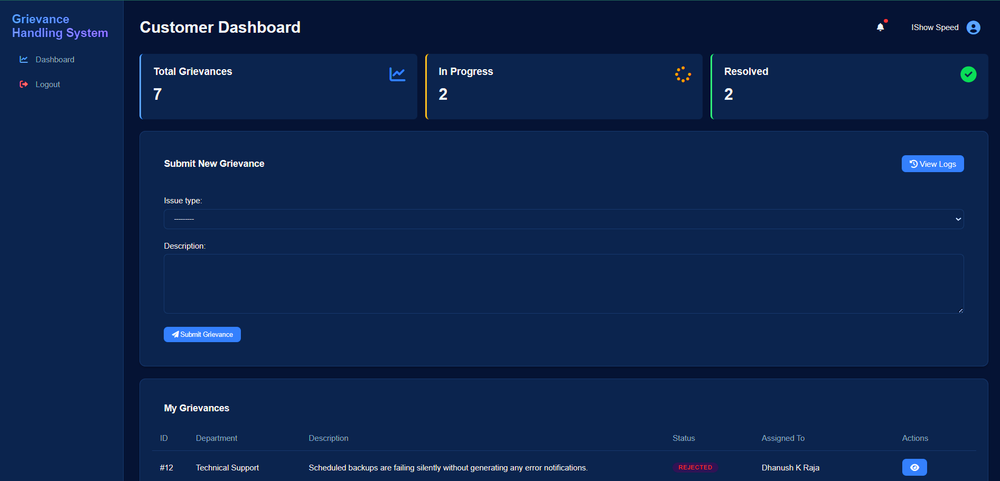 Grievance
Handling System
Dashboard
Logout
Customer Dashboard
IShow Speed
Total Grievances
7
In Progress
2
Resolved
2
Submit New Grievance
View Logs
Issue type:
---------
Description:
Submit Grievance
My Grievances
ID Department Description Status Assigned To Actions
#12 Technical Support Scheduled backups are failing silently without generating any error notifications. REJECTED Dhanush K Raja